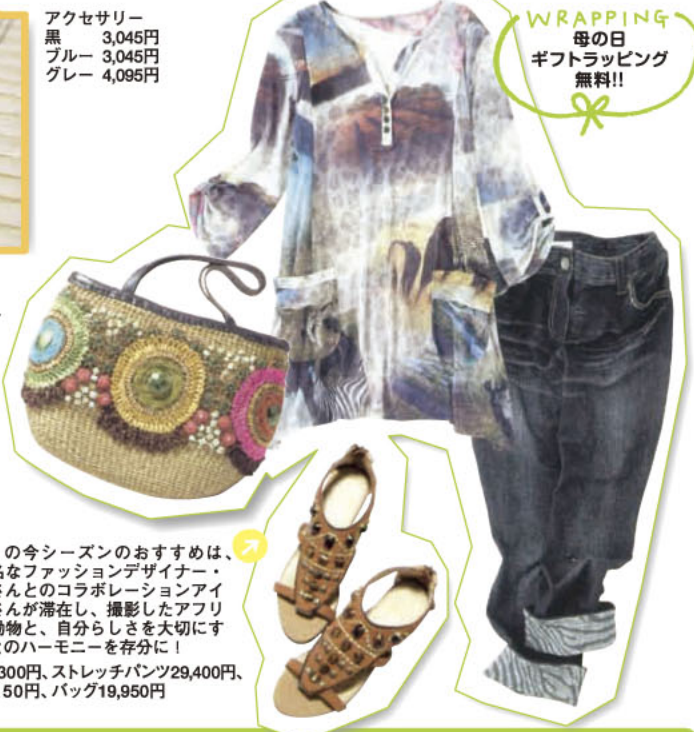 アクセサリー
黒 3,045円
ブルー 3,045円
グレー 4,095円
WRAPPING
母の日
ギフトラッピング
無料!!
の今シーズンのおすすめは、
名なファッションデザイナー・
さんとのコラボレーションアイ
さんが滞在し、撮影したアフリ
動物と、自分らしさを大切にす
とのハーモニーを存分に!
300円、ストレッチパンツ29,400円、
50円、バッグ19,950円